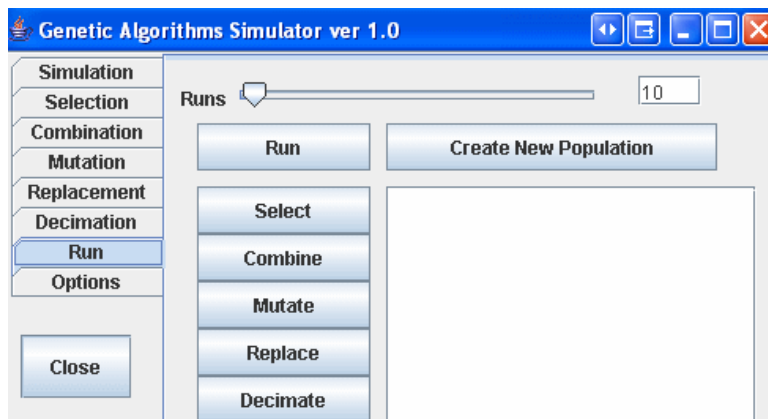 Genetic Algorithms Simulator ver 1.0
Simulation
Selection
Combination
Mutation
Replacement
Decimation
Run
Options
Close
Runs
10
Run
Create New Population
Select
Combine
Mutate
Replace
Decimate